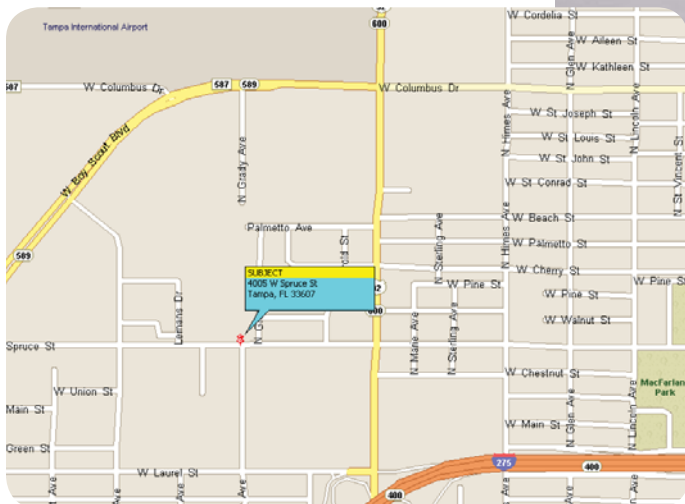 W Cordelia St
Tampa International Airport
600
W Aileen St
N Glen Ave
W Kathleen St
587
W Columbus Dr
587
589
W Columbus Dr
N Himes Ave
N Lincoln Ave
W St Joseph St
W Boy Scout Blvd
W St Louis St
N Grady Ave
W St John St
W St Conrad St
N St Vincent St
W Beach St
Palmetto Ave
N Sterling Ave
N Himes Ave
W Palmetto St
589
W Cherry St
SUBJECT
4005 W Spruce St
Tampa, FL 33607
W Pine St
W Pine St
W Pine St
Lemans Dr
W Walnut St
Spruce St
N Manie Ave
N Sterling Ave
W Chestnut St
W Union St
MacFarlan
Park
Main St
N Glen Ave
N Lincoln Ave
W Main St
Green St
W Laurel St
275
400
400